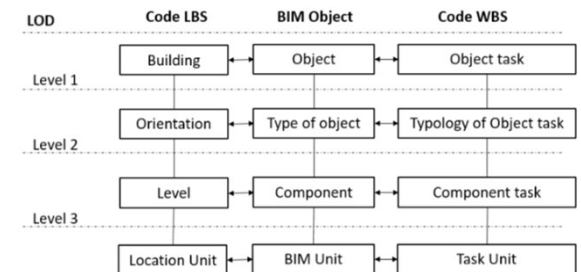 LOD Code LBS BIM Object Code WBS
Building Object Object task
Level 1
Orientation Type of object Typology of Object task
Level 2
Level Component Component task
Level 3
Location Unit BIM Unit Task Unit